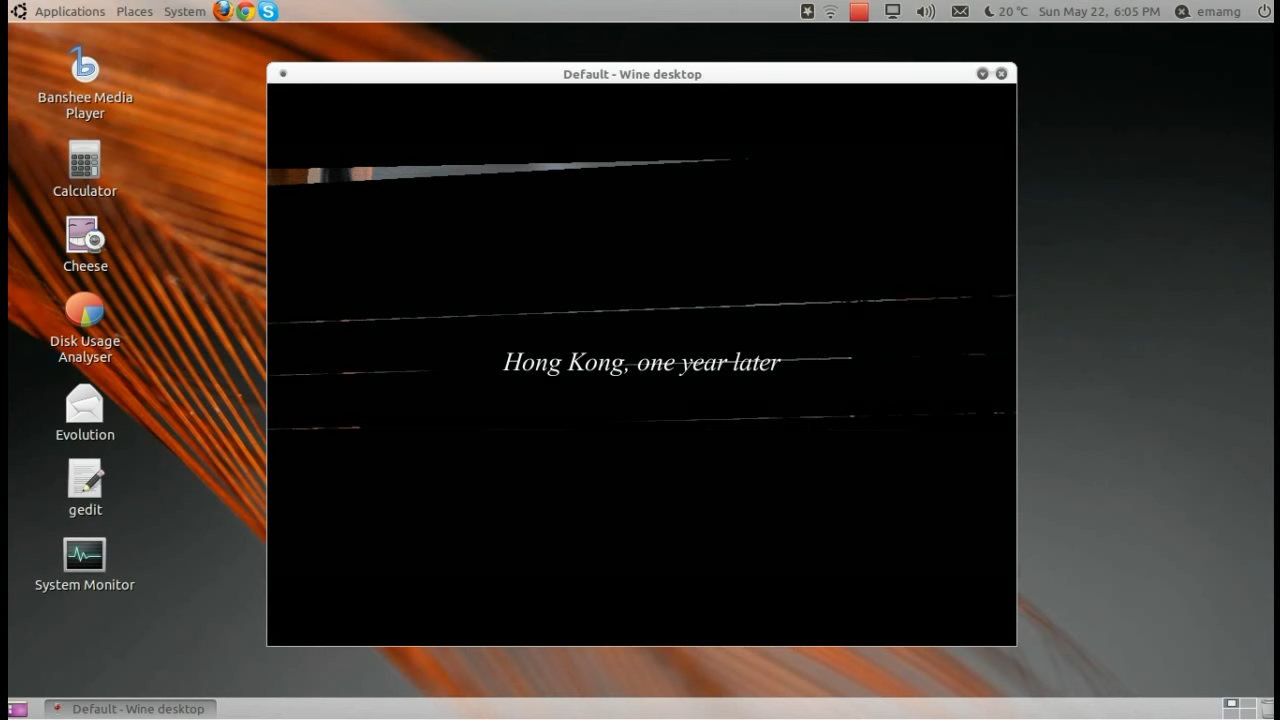 Applications Places System
20 °C Sun May 22, 6:05 PM emamg
Banshee Media
Player
Calculator
Cheese
Disk Usage
Analyser
Evolution
gedit
System Monitor
Default - Wine desktop
Hong Kong, one year later
Default - Wine desktop